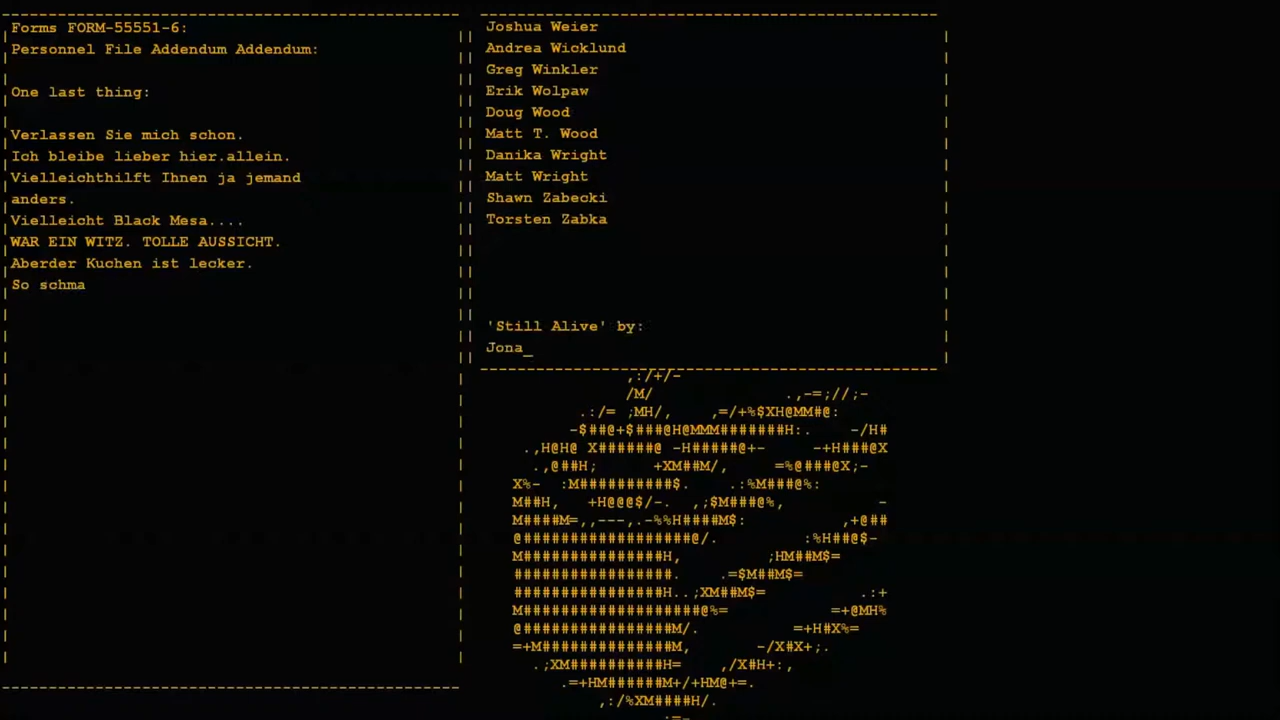 Forms FORM-55551-6:
Personnel File Addendum Addendum:
One last thing:
Verlassen Sie mich schon.
Ich bleibe lieber hier.allein.
Vielleichthilft Ihnen ja jemand
anders.
Vielleicht Black Mesa....
WAR EIN WITZ. TOLLE AUSSICHT.
Aberder Kuchen ist lecker.
So schma
Joshua Weier
Andrea Wicklund
Greg Winkler
Erik Wolpaw
Doug Wood
Matt T. Wood
Danika Wright
Matt Wright
Shawn Zabecki
Torsten Zabka
'Still Alive' by:
Jona_